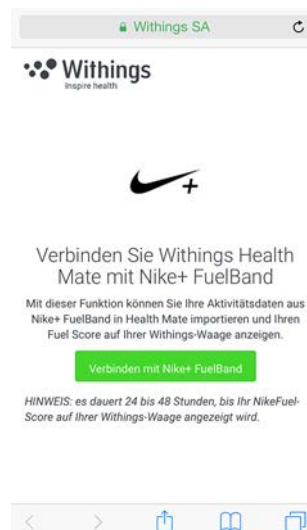 Withings SA
Withings
Inspire health
Verbinden Sie Withings Health
Mate mit Nike+ FuelBand
Mit dieser Funktion können Sie Ihre Aktivitätsdaten aus
Nike+ FuelBand in Health Mate importieren und Ihren
Fuel Score auf Ihrer Withings-Waage anzeigen.
Verbinden mit Nike+ FuelBand
HINWEIS: es dauert 24 bis 48 Stunden, bis Ihr NikeFuel-
Score auf Ihrer Withings-Waage angezeigt wird.